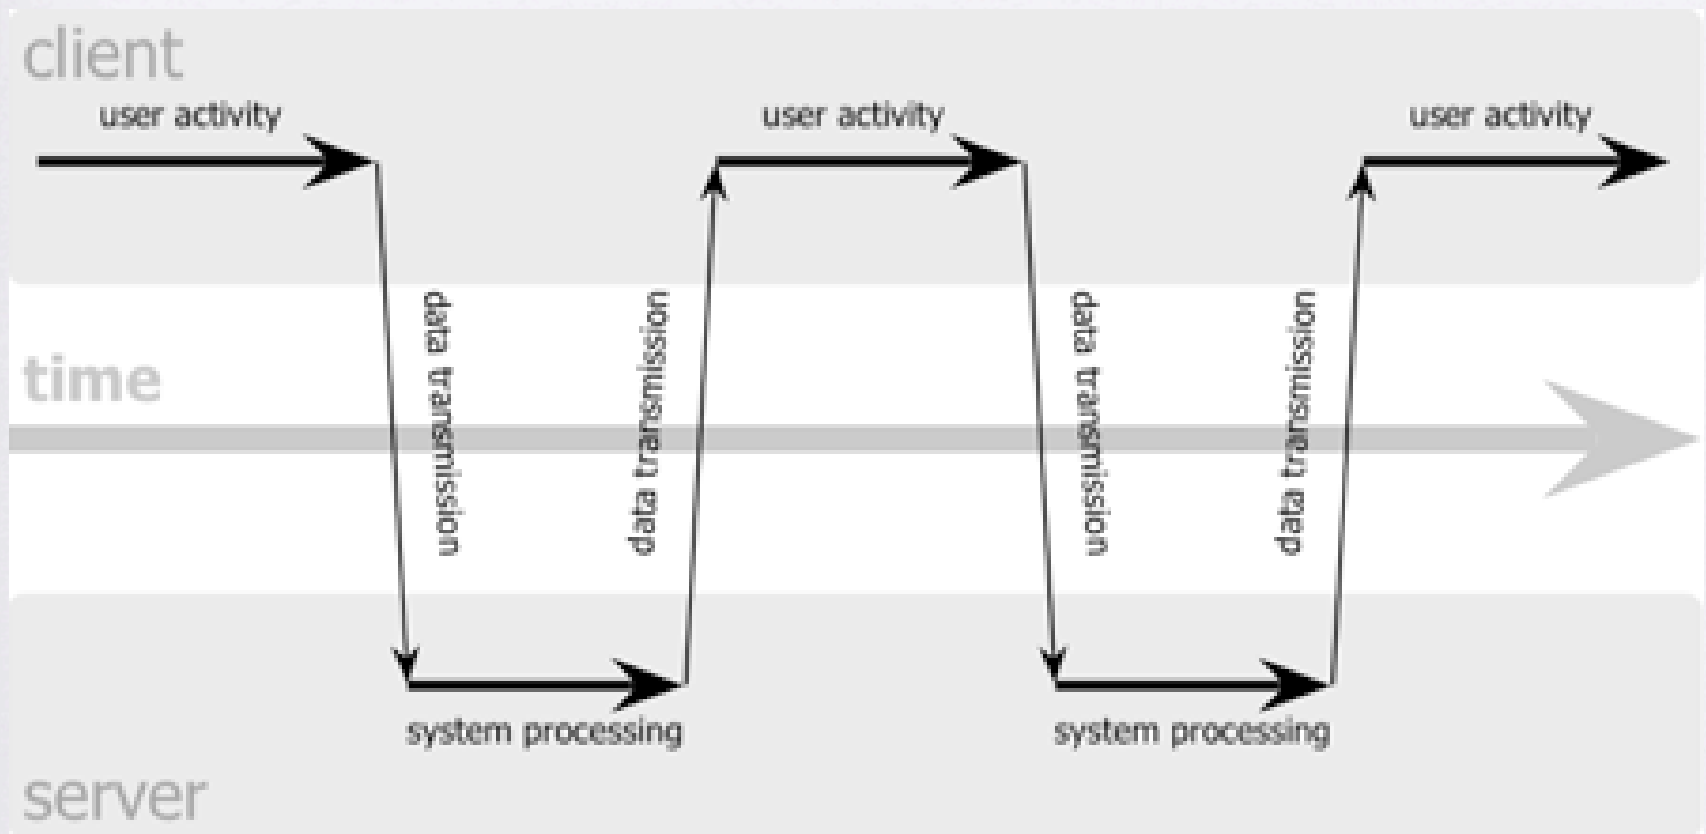 client
user activity
user activity
user activity
data transmission
data transmission
data transmission
data transmission
time
system processing
system processing
server